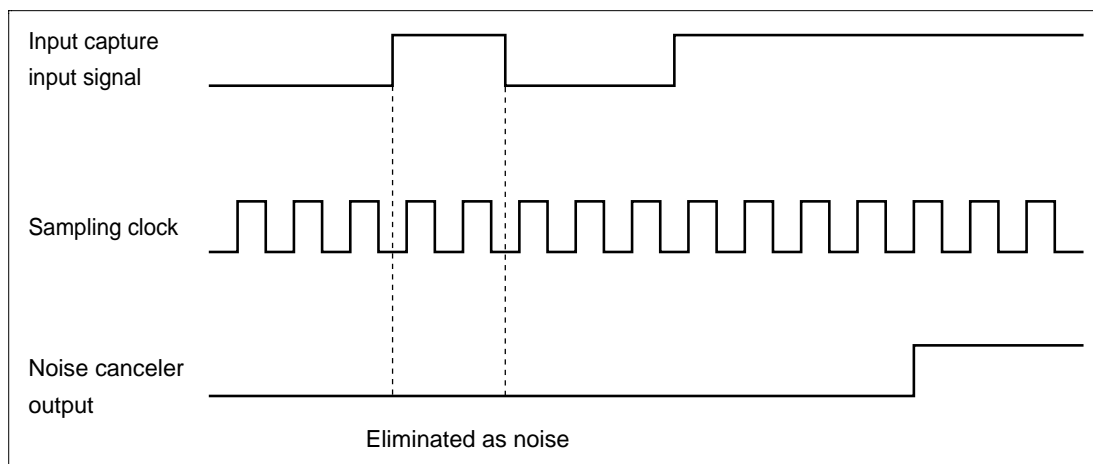 Input capture
input signal
Sampling clock
Noise canceler
output
Eliminated as noise